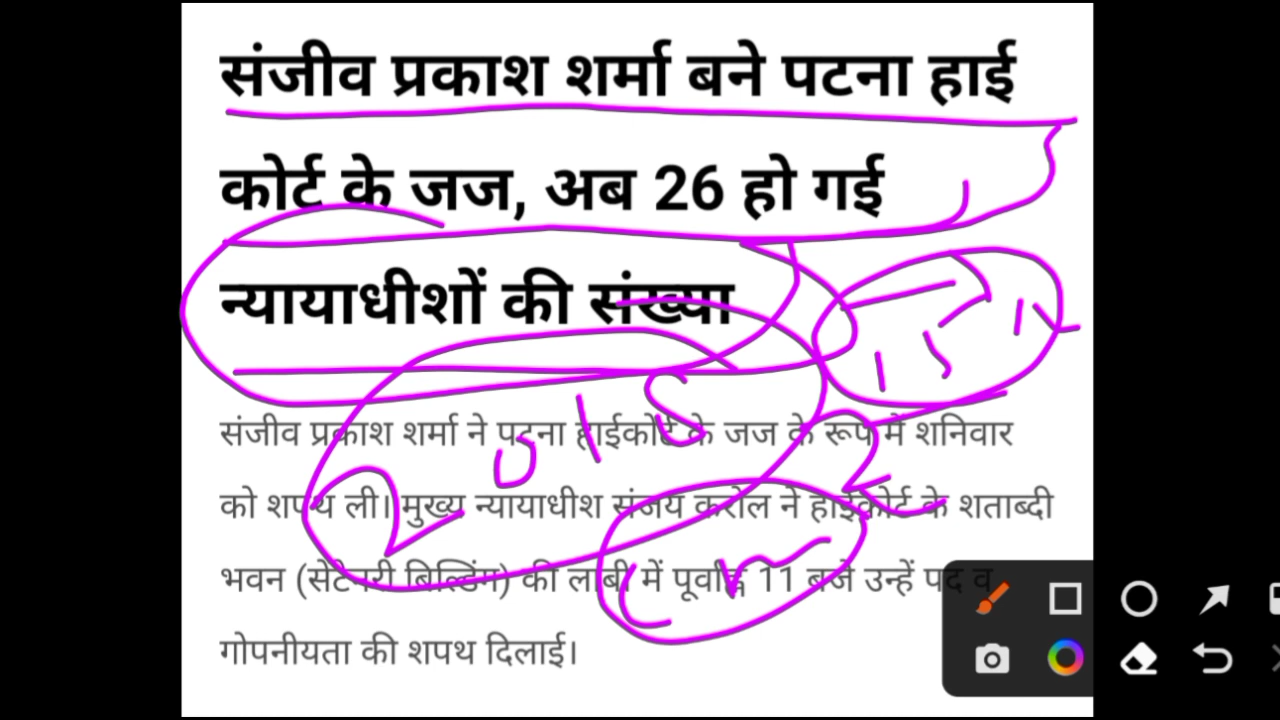 संजीव प्रकाश शर्मा बने पटना हाई
कोर्ट के जज, अब 26 हो गई
न्यायाधीशों की संख्या
संजीव प्रकाश शर्मा ने पटना हाईकोर्ट के जज के रूप में शनिवार
को शपथ ली। मुख्य न्यायाधीश संजय करोल ने हाईकोर्ट के शताब्दी
भवन (सेंटेनरी बिल्डिंग) की लॉबी में पूर्वाह्न 11 बजे उन्हें पद व
गोपनीयता की शपथ दिलाई।
2015